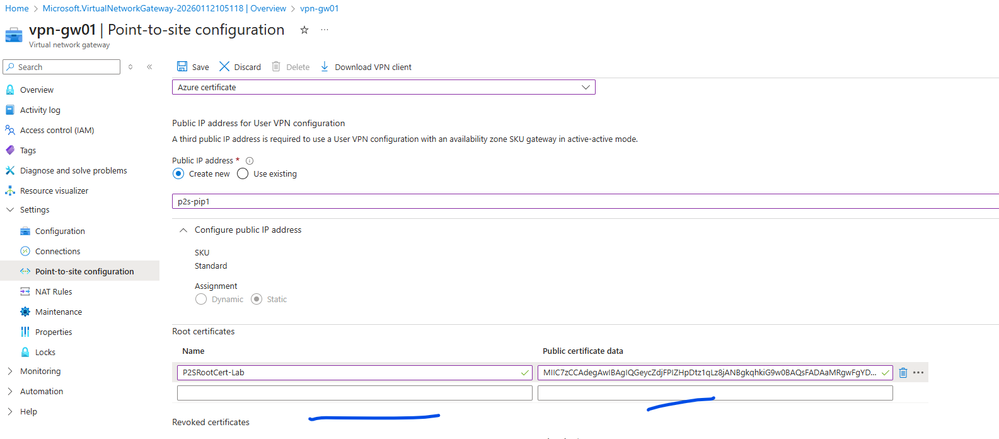 Home > Microsoft.VirtualNetworkGateway-20260112105118 | Overview > vpn-gw01
vpn-gw01 | Point-to-site configuration
Virtual network gateway
Search
Save Discard Delete Download VPN client
Overview
Activity log
Access control (IAM)
Tags
Diagnose and solve problems
Resource visualizer
Settings
Configuration
Connections
Point-to-site configuration
NAT Rules
Maintenance
Properties
Locks
Monitoring
Automation
Help
Azure certificate
Public IP address for User VPN configuration
A third public IP address is required to use a User VPN configuration with an availability zone SKU gateway in active-active mode.
Public IP address *
Create new Use existing
p2s-pip1
Configure public IP address
SKU
Standard
Assignment
Dynamic Static
Root certificates
Name Public certificate data
P2SRootCert-Lab MIIC7zCCAdegAwIBAgIQGeycZdjFPIZHpDtz1qLz8jANBgkqhkiG9w0BAQsFADAaMRgwFgYD...
Revoked certificates